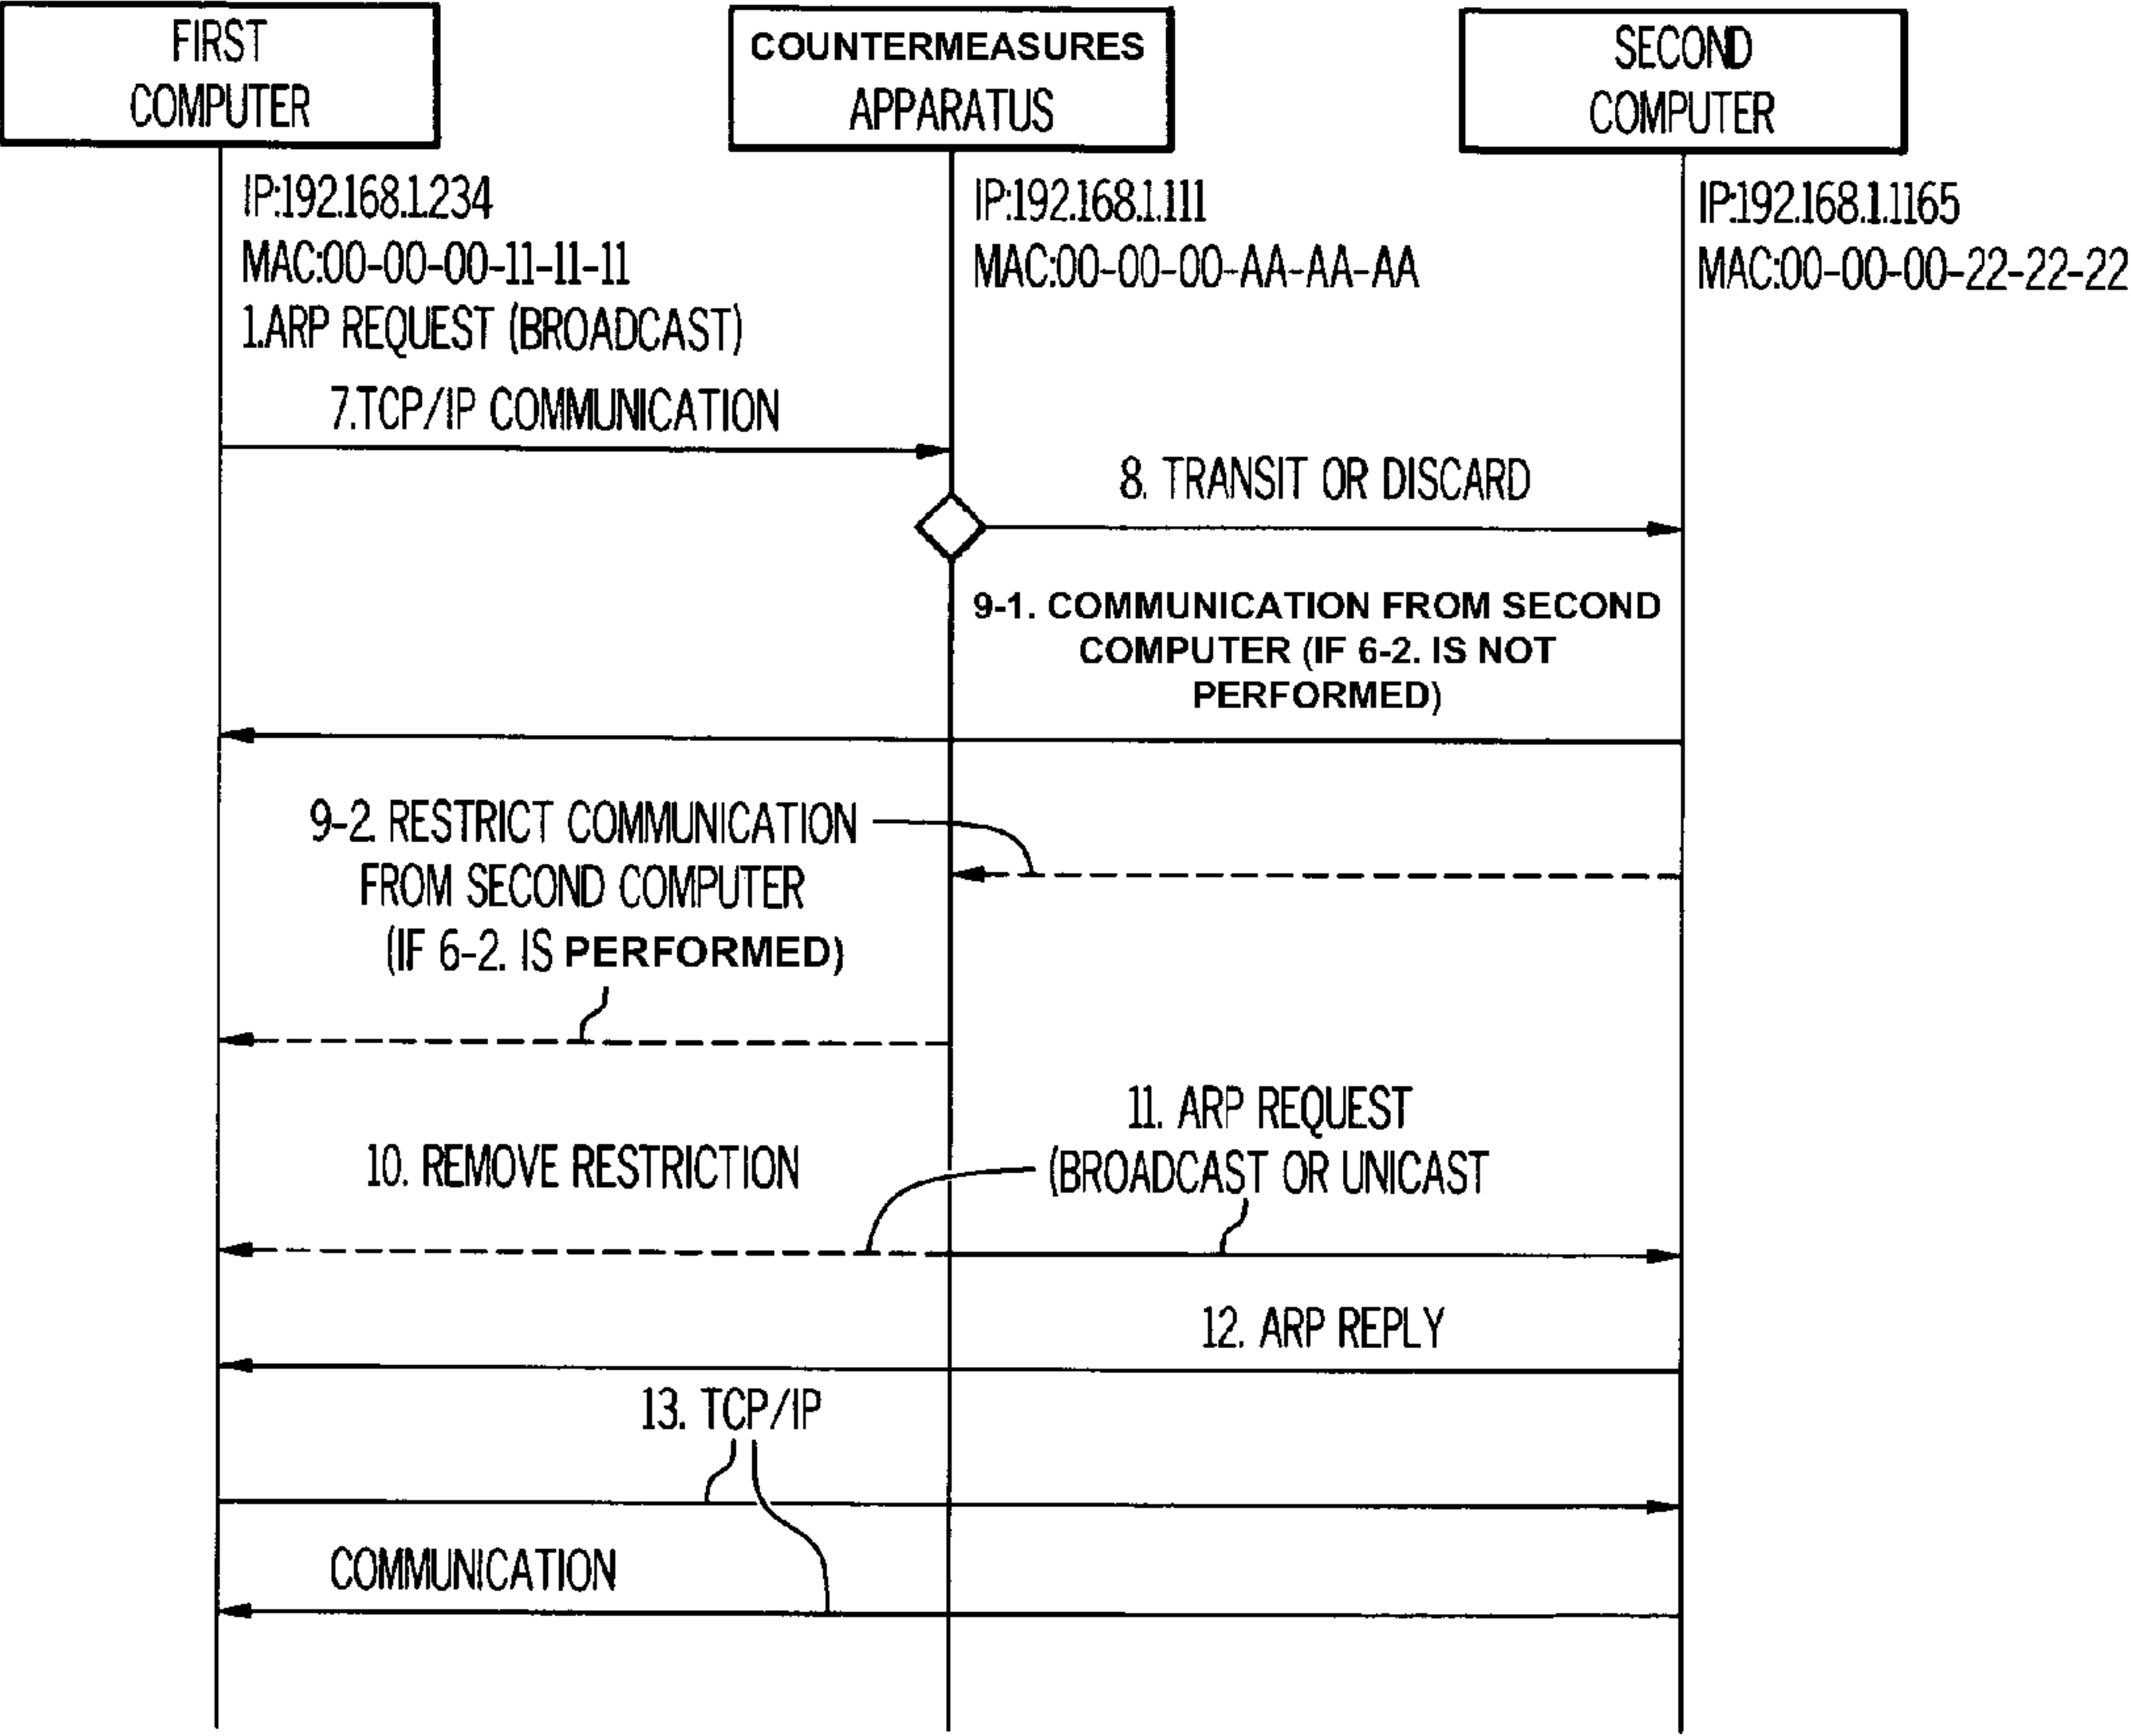 FIRST
COMPUTER
COUNTERMEASURES
APPARATUS
SECOND
COMPUTER
IP:192.168.1.234
MAC:00-00-00-11-11-11
1.ARP REQUEST (BROADCAST)
IP:192.168.1.111
MAC:00-00-00-AA-AA-AA
IP:192.168.1.1165
MAC:00-00-00-22-22-22
7.TCP/IP COMMUNICATION
8. TRANSIT OR DISCARD
9-1. COMMUNICATION FROM SECOND
COMPUTER (IF 6-2. IS NOT
PERFORMED)
9-2. RESTRICT COMMUNICATION
FROM SECOND COMPUTER
(IF 6-2. IS PERFORMED)
10. REMOVE RESTRICTION
11. ARP REQUEST
(BROADCAST OR UNICAST
12. ARP REPLY
13. TCP/IP
COMMUNICATION